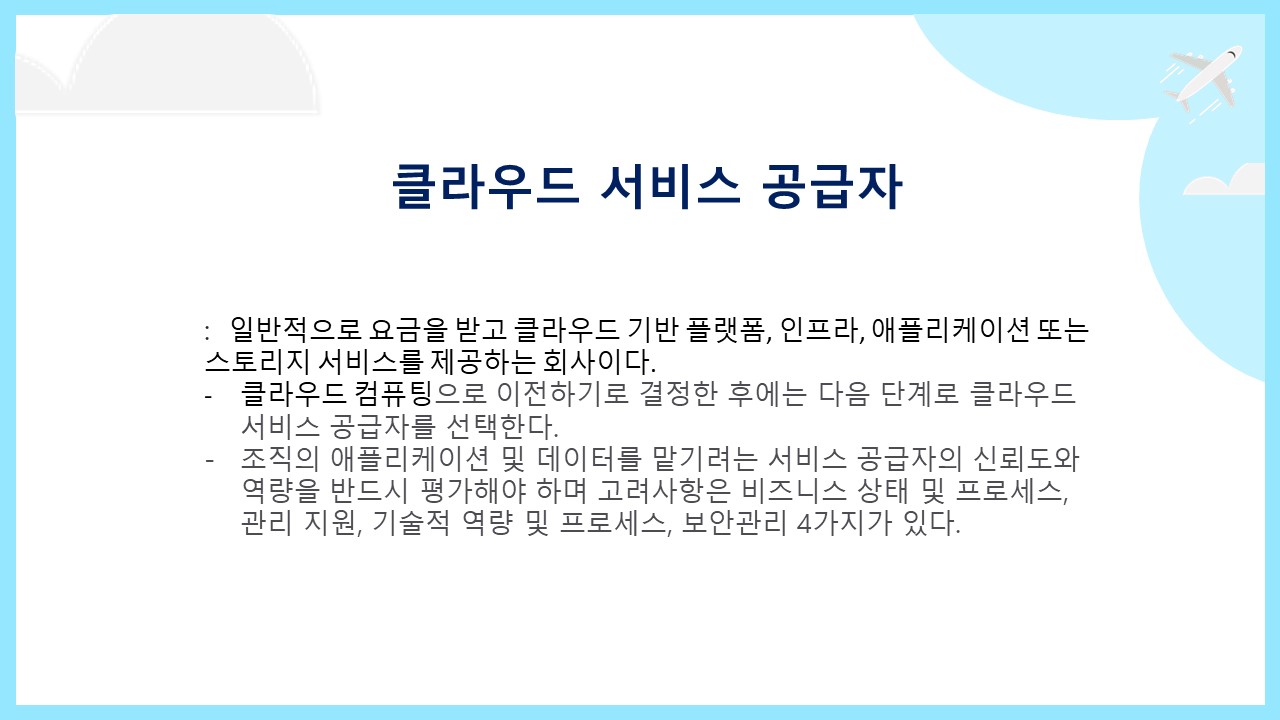 클라우드 서비스 공급자
: 일반적으로 요금을 받고 클라우드 기반 플랫폼, 인프라, 애플리케이션 또는
스토리지 서비스를 제공하는 회사이다.
- 클라우드 컴퓨팅으로 이전하기로 결정한 후에는 다음 단계로 클라우드
서비스 공급자를 선택한다.
- 조직의 애플리케이션 및 데이터를 맡기려는 서비스 공급자의 신뢰도와
역량을 반드시 평가해야 하며 고려사항은 비즈니스 상태 및 프로세스,
관리 지원, 기술적 역량 및 프로세스, 보안관리 4가지가 있다.